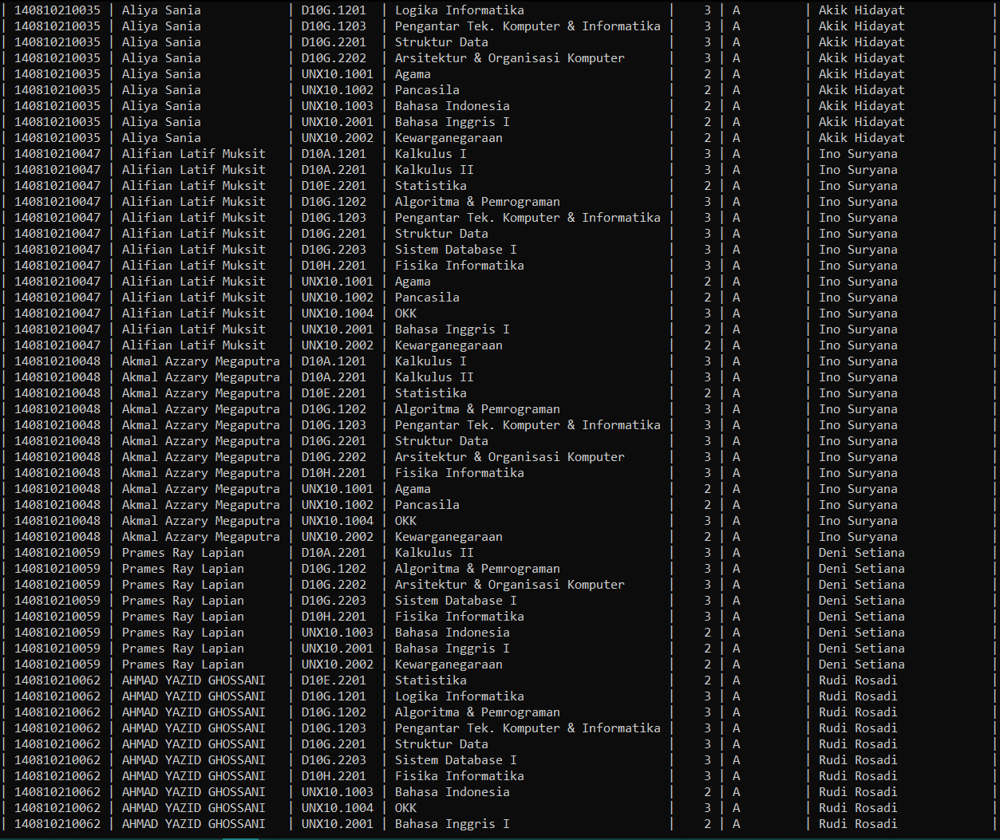 | 140810210035 | Aliya Sania | D10G.1201 | Logika Informatika | 3 | A | Akik Hidayat |
| 140810210035 | Aliya Sania | D10G.1203 | Pengantar Tek. Komputer & Informatika | 3 | A | Akik Hidayat |
| 140810210035 | Aliya Sania | D10G.2201 | Struktur Data | 3 | A | Akik Hidayat |
| 140810210035 | Aliya Sania | D10G.2202 | Arsitektur & Organisasi Komputer | 3 | A | Akik Hidayat |
| 140810210035 | Aliya Sania | UNX10.1001 | Agama | 2 | A | Akik Hidayat |
| 140810210035 | Aliya Sania | UNX10.1002 | Pancasila | 2 | A | Akik Hidayat |
| 140810210035 | Aliya Sania | UNX10.1003 | Bahasa Indonesia | 2 | A | Akik Hidayat |
| 140810210035 | Aliya Sania | UNX10.2001 | Bahasa Inggris I | 2 | A | Akik Hidayat |
| 140810210035 | Aliya Sania | UNX10.2002 | Kewarganegaraan | 2 | A | Akik Hidayat |
| 140810210047 | Alifian Latif Muksit | D10A.1201 | Kalkulus I | 3 | A | Ino Suryana |
| 140810210047 | Alifian Latif Muksit | D10A.2201 | Kalkulus II | 3 | A | Ino Suryana |
| 140810210047 | Alifian Latif Muksit | D10E.2201 | Statistika | 2 | A | Ino Suryana |
| 140810210047 | Alifian Latif Muksit | D10G.1202 | Algoritma & Pemrograman | 3 | A | Ino Suryana |
| 140810210047 | Alifian Latif Muksit | D10G.1203 | Pengantar Tek. Komputer & Informatika | 3 | A | Ino Suryana |
| 140810210047 | Alifian Latif Muksit | D10G.2201 | Struktur Data | 3 | A | Ino Suryana |
| 140810210047 | Alifian Latif Muksit | D10G.2203 | Sistem Database I | 3 | A | Ino Suryana |
| 140810210047 | Alifian Latif Muksit | D10H.2201 | Fisika Informatika | 3 | A | Ino Suryana |
| 140810210047 | Alifian Latif Muksit | UNX10.1001 | Agama | 2 | A | Ino Suryana |
| 140810210047 | Alifian Latif Muksit | UNX10.1002 | Pancasila | 2 | A | Ino Suryana |
| 140810210047 | Alifian Latif Muksit | UNX10.1004 | OKK | 3 | A | Ino Suryana |
| 140810210047 | Alifian Latif Muksit | UNX10.2001 | Bahasa Inggris I | 2 | A | Ino Suryana |
| 140810210047 | Alifian Latif Muksit | UNX10.2002 | Kewarganegaraan | 2 | A | Ino Suryana |
| 140810210048 | Akmal Azzary Megaputra | D10A.1201 | Kalkulus I | 3 | A | Ino Suryana |
| 140810210048 | Akmal Azzary Megaputra | D10A.2201 | Kalkulus II | 3 | A | Ino Suryana |
| 140810210048 | Akmal Azzary Megaputra | D10E.2201 | Statistika | 2 | A | Ino Suryana |
| 140810210048 | Akmal Azzary Megaputra | D10G.1202 | Algoritma & Pemrograman | 3 | A | Ino Suryana |
| 140810210048 | Akmal Azzary Megaputra | D10G.1203 | Pengantar Tek. Komputer & Informatika | 3 | A | Ino Suryana |
| 140810210048 | Akmal Azzary Megaputra | D10G.2201 | Struktur Data | 3 | A | Ino Suryana |
| 140810210048 | Akmal Azzary Megaputra | D10G.2202 | Arsitektur & Organisasi Komputer | 3 | A | Ino Suryana |
| 140810210048 | Akmal Azzary Megaputra | D10H.2201 | Fisika Informatika | 3 | A | Ino Suryana |
| 140810210048 | Akmal Azzary Megaputra | UNX10.1001 | Agama | 2 | A | Ino Suryana |
| 140810210048 | Akmal Azzary Megaputra | UNX10.1002 | Pancasila | 2 | A | Ino Suryana |
| 140810210048 | Akmal Azzary Megaputra | UNX10.1004 | OKK | 3 | A | Ino Suryana |
| 140810210048 | Akmal Azzary Megaputra | UNX10.2002 | Kewarganegaraan | 2 | A | Ino Suryana |
| 140810210059 | Prames Ray Lapian | D10A.2201 | Kalkulus II | 3 | A | Deni Setiana |
| 140810210059 | Prames Ray Lapian | D10G.1202 | Algoritma & Pemrograman | 3 | A | Deni Setiana |
| 140810210059 | Prames Ray Lapian | D10G.2202 | Arsitektur & Organisasi Komputer | 3 | A | Deni Setiana |
| 140810210059 | Prames Ray Lapian | D10G.2203 | Sistem Database I | 3 | A | Deni Setiana |
| 140810210059 | Prames Ray Lapian | D10H.2201 | Fisika Informatika | 3 | A | Deni Setiana |
| 140810210059 | Prames Ray Lapian | UNX10.1003 | Bahasa Indonesia | 2 | A | Deni Setiana |
| 140810210059 | Prames Ray Lapian | UNX10.2001 | Bahasa Inggris I | 2 | A | Deni Setiana |
| 140810210059 | Prames Ray Lapian | UNX10.2002 | Kewarganegaraan | 2 | A | Deni Setiana |
| 140810210062 | AHMAD YAZID GHOSSANI | D10E.2201 | Statistika | 2 | A | Rudi Rosadi |
| 140810210062 | AHMAD YAZID GHOSSANI | D10G.1201 | Logika Informatika | 3 | A | Rudi Rosadi |
| 140810210062 | AHMAD YAZID GHOSSANI | D10G.1202 | Algoritma & Pemrograman | 3 | A | Rudi Rosadi |
| 140810210062 | AHMAD YAZID GHOSSANI | D10G.1203 | Pengantar Tek. Komputer & Informatika | 3 | A | Rudi Rosadi |
| 140810210062 | AHMAD YAZID GHOSSANI | D10G.2201 | Struktur Data | 3 | A | Rudi Rosadi |
| 140810210062 | AHMAD YAZID GHOSSANI | D10G.2203 | Sistem Database I | 3 | A | Rudi Rosadi |
| 140810210062 | AHMAD YAZID GHOSSANI | D10H.2201 | Fisika Informatika | 3 | A | Rudi Rosadi |
| 140810210062 | AHMAD YAZID GHOSSANI | UNX10.1003 | Bahasa Indonesia | 2 | A | Rudi Rosadi |
| 140810210062 | AHMAD YAZID GHOSSANI | UNX10.1004 | OKK | 3 | A | Rudi Rosadi |
| 140810210062 | AHMAD YAZID GHOSSANI | UNX10.2001 | Bahasa Inggris I | 2 | A | Rudi Rosadi |